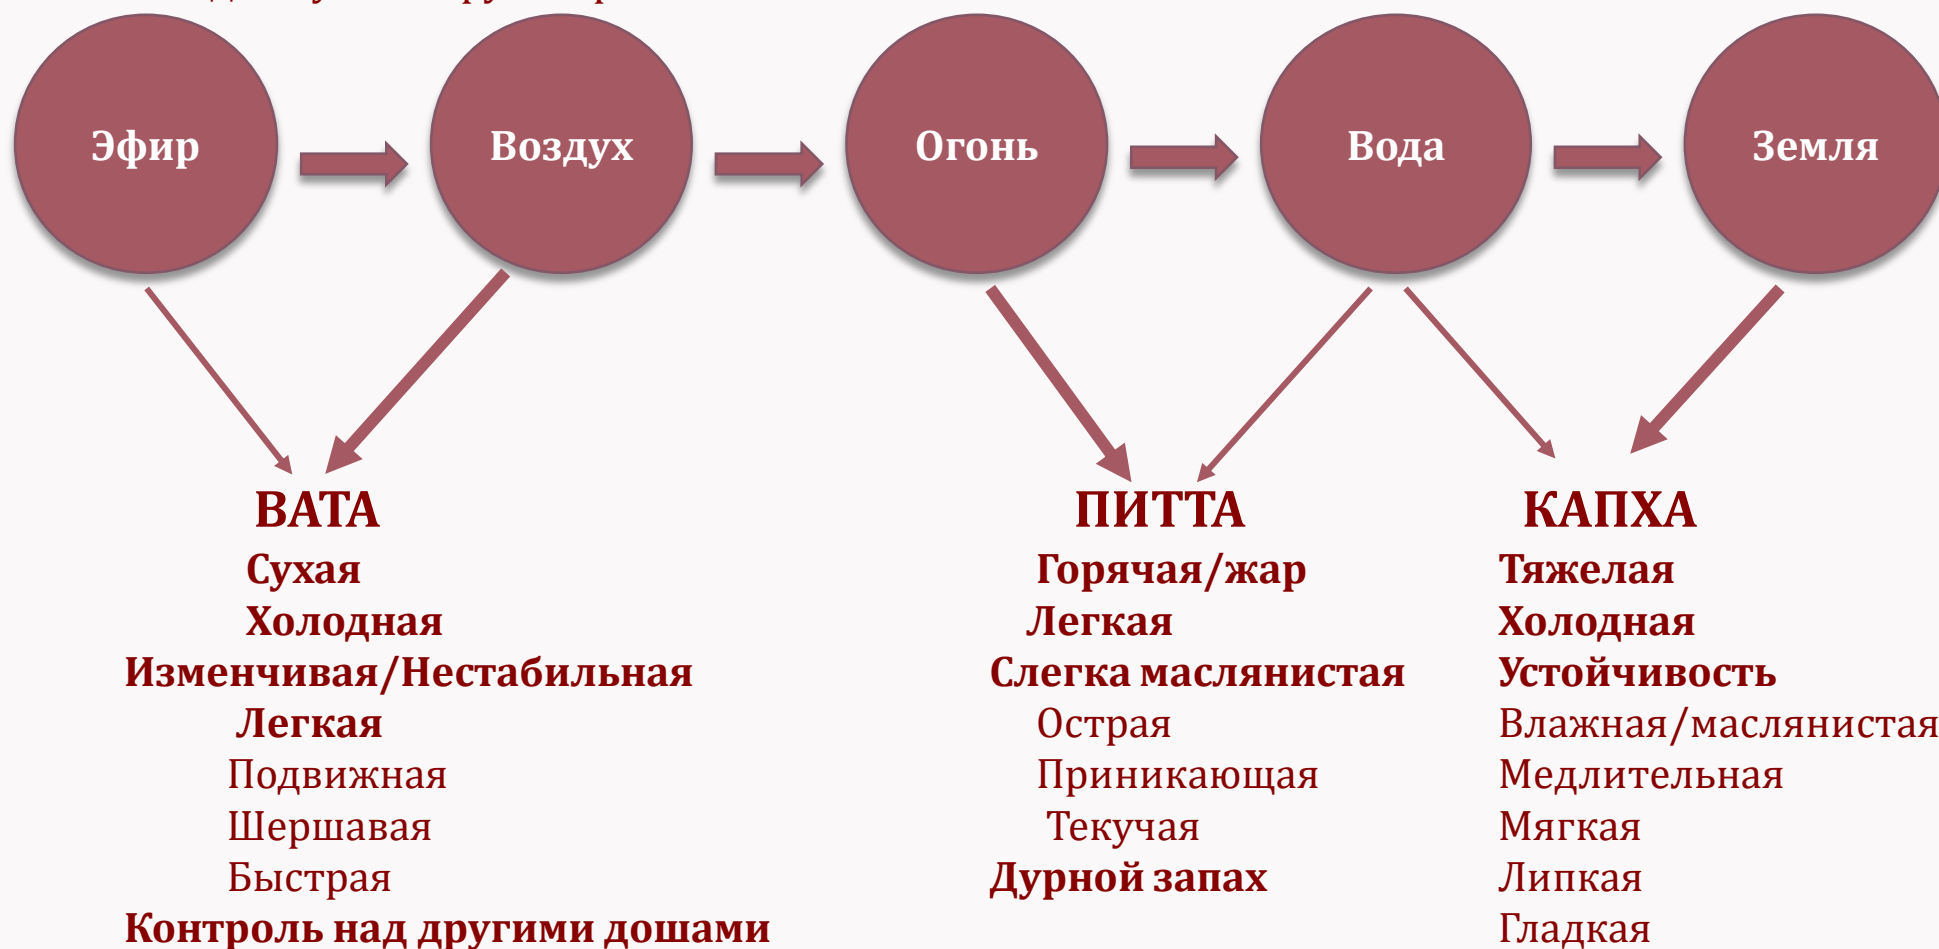 Эфир
Воздух
Огонь
Вода
Земля
ВАТА
Сухая
Холодная
Изменчивая/Нестабильная
Легкая
Подвижная
Шершавая
Быстрая
Контроль над другими дошами
ПИТТА
Горячая/жар
Легкая
Слегка маслянистая
Острая
Приникающая
Текучая
Дурной запах
КАПХА
Тяжелая
Холодная
Устойчивость
Влажная/маслянистая
Медлительная
Мягкая
Липкая
Гладкая